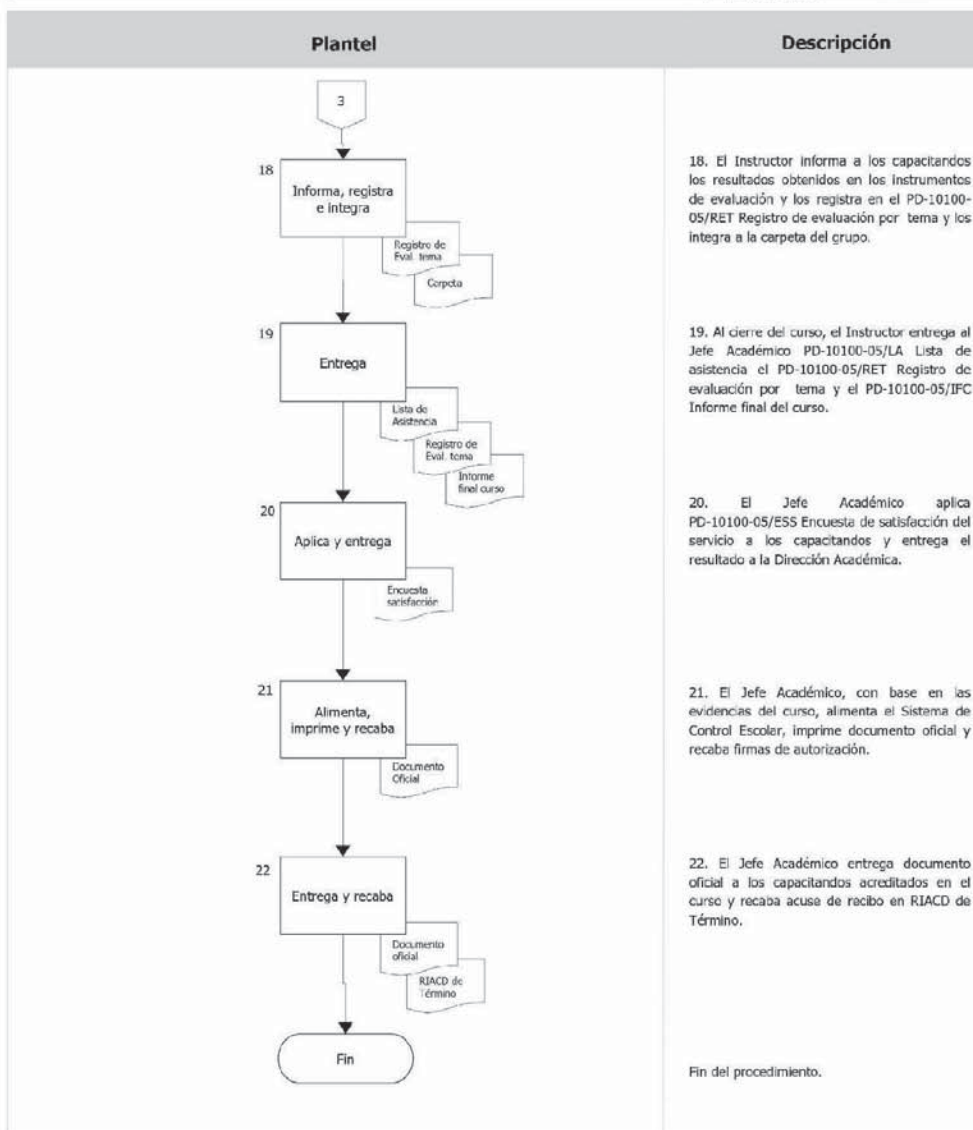 Plantel
Descripción
3
18
Informa, registra
e integra
Registro de
Eval. tema
Carpeta
18. El Instructor informa a los capacitandos
los resultados obtenidos en los instrumentos
de evaluación y los registra en el PD-10100-
05/RET Registro de evaluación por tema y los
integra a la carpeta del grupo.
19
Entrega
Lista de
Asistencia
Registro de
Eval. tema
Informe
final curso
19. Al cierre del curso, el Instructor entrega al
Jefe Académico PD-10100-05/LA Lista de
asistencia el PD-10100-05/RET Registro de
evaluación por tema y el PD-10100-05/IFC
Informe final del curso.
20
Aplica y entrega
Encuesta
satisfacción
20. El Jefe Académico aplica
PD-10100-05/ESS Encuesta de satisfacción del
servicio a los capacitandos y entrega el
resultado a la Dirección Académica.
21
Alimenta,
imprime y recaba
Documento
Oficial
21. El Jefe Académico, con base en las
evidencias del curso, alimenta el Sistema de
Control Escolar, imprime documento oficial y
recaba firmas de autorización.
22
Entrega y recaba
Documento
oficial
RIACD de
Término
22. El Jefe Académico entrega documento
oficial a los capacitandos acreditados en el
curso y recaba acuse de recibo en RIACD de
Término.
Fin
Fin del procedimiento.